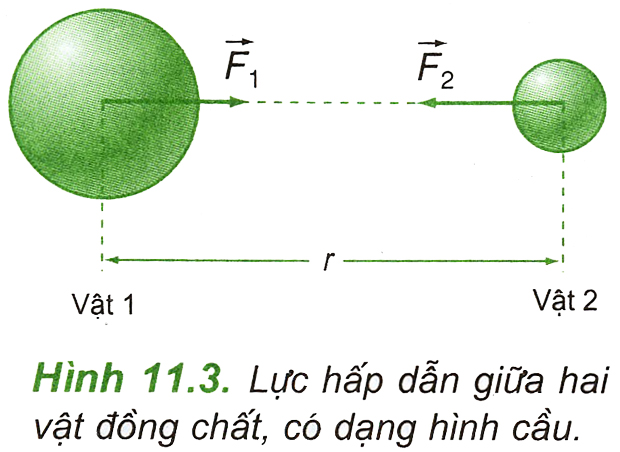 F₁ F₂
r
Vật 1 Vật 2
Hình 11.3. Lực hấp dẫn giữa hai
vật đồng chất, có dạng hình cầu.